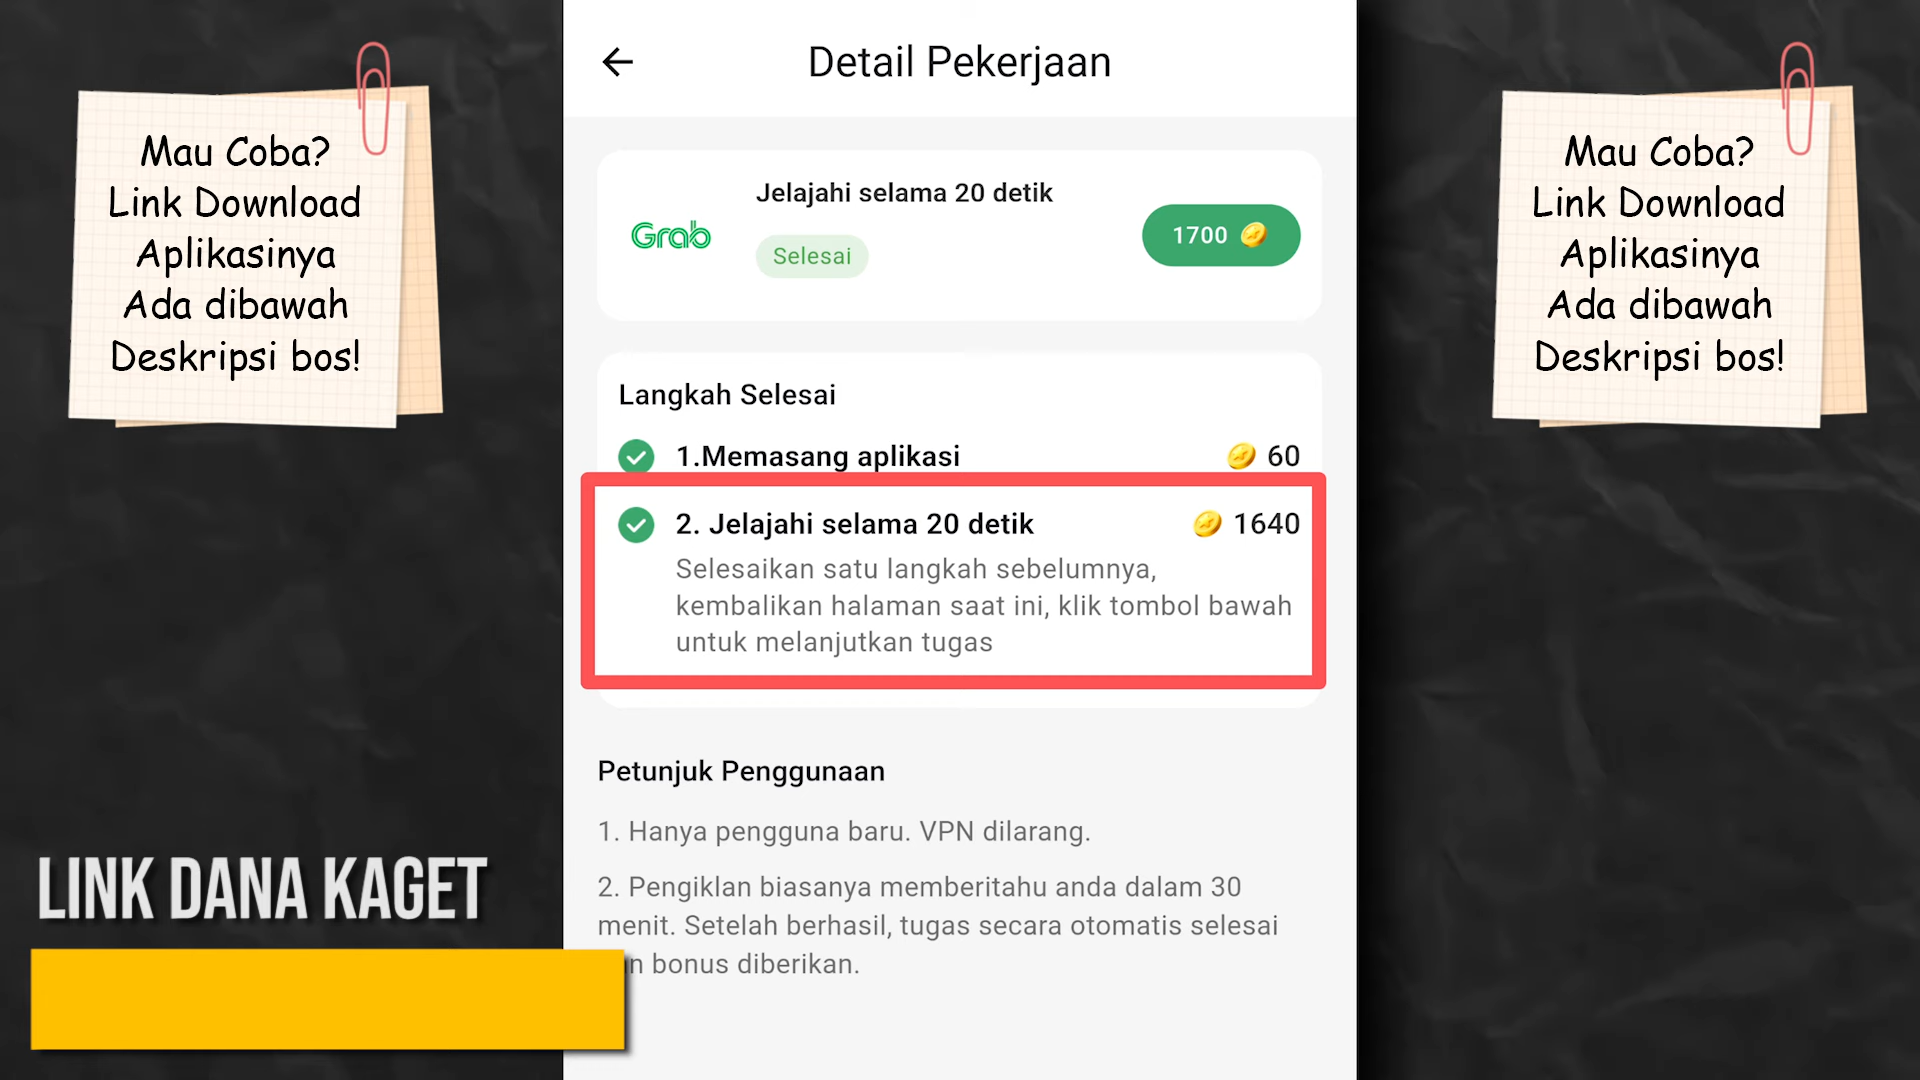 Mau Coba?
Link Download
Aplikasinya
Ada dibawah
Deskripsi bos!
Detail Pekerjaan
Grab
Jelajahi selama 20 detik
Selesai
1700
Langkah Selesai
1.Memasang aplikasi
60
2. Jelajahi selama 20 detik
1640
Selesaikan satu langkah sebelumnya,
kembalikan halaman saat ini, klik tombol bawah
untuk melanjutkan tugas
Petunjuk Penggunaan
1. Hanya pengguna baru. VPN dilarang.
2. Pengiklan biasanya memberitahu anda dalam 30
menit. Setelah berhasil, tugas secara otomatis selesai
bonus diberikan.
Mau Coba?
Link Download
Aplikasinya
Ada dibawah
Deskripsi bos!
LINK DANA KAGET